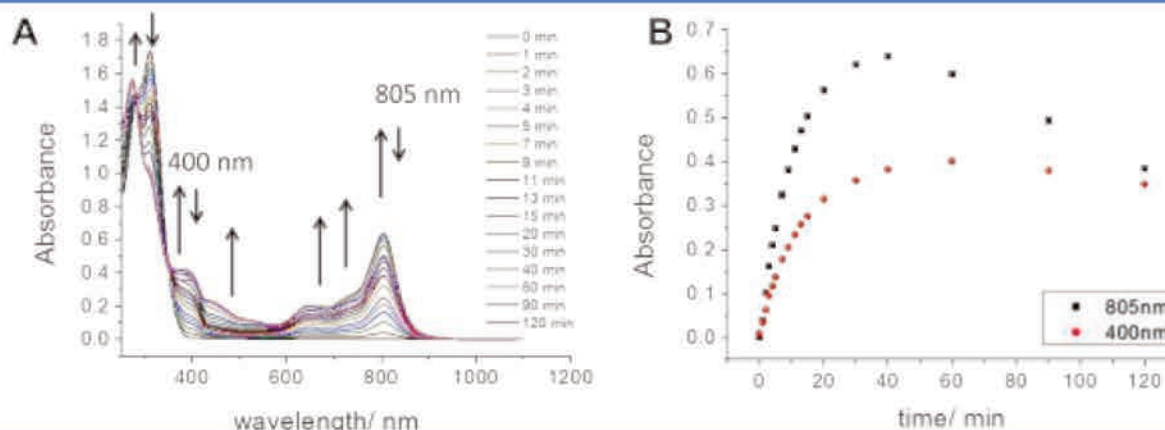 A
Absorbance
1.8
1.6
1.4
1.2
1.0
0.8
0.6
0.4
0.2
0.0
400 nm
805 nm
0 min
1 min
2 min
3 min
4 min
5 min
7 min
9 min
11 min
13 min
15 min
20 min
30 min
40 min
60 min
90 min
120 min
400
600
800
1000
1200
wavelength/ nm
B
Absorbance
0.7
0.6
0.5
0.4
0.3
0.2
0.1
0.0
805nm
400nm
0
20
40
60
80
100
120
time/ min